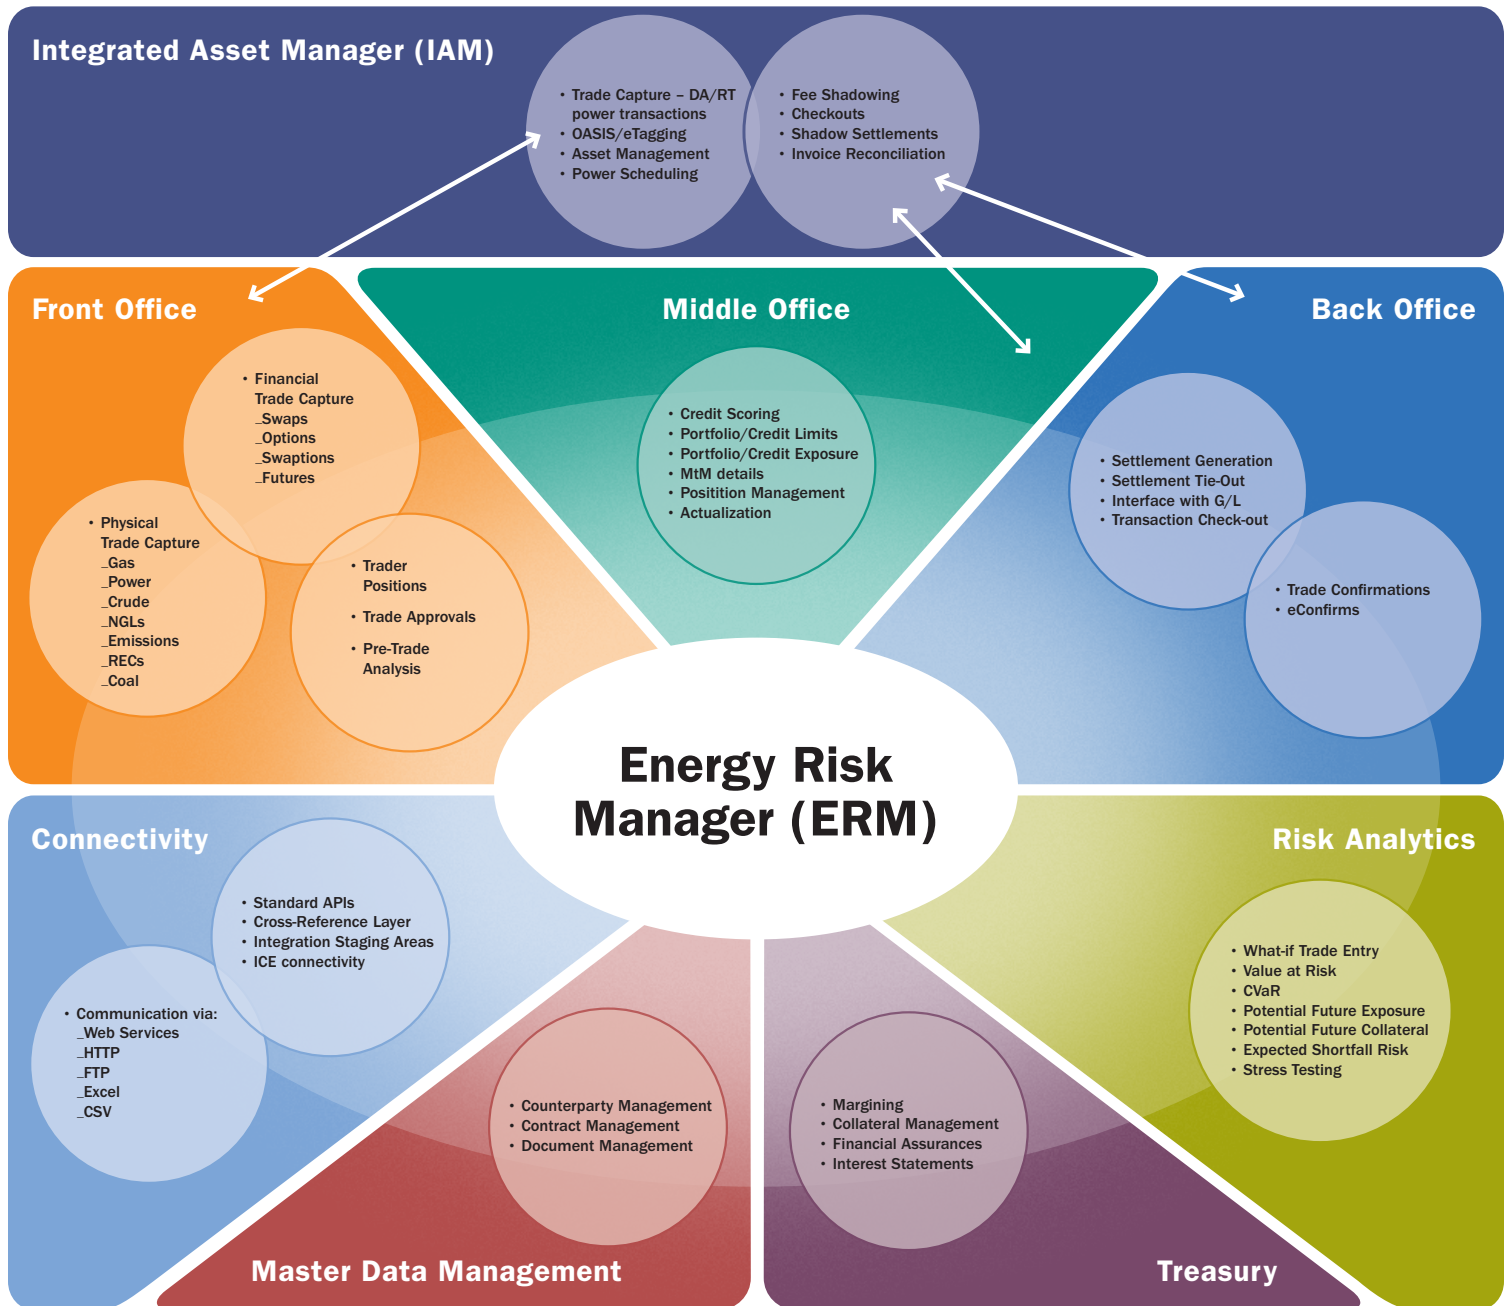 Integrated Asset Manager (IAM)
• Trade Capture – DA/RT
power transactions
• OASIS/eTagging
• Asset Management
• Power Scheduling
• Fee Shadowing
• Checkouts
• Shadow Settlements
• Invoice Reconciliation
Front Office
• Financial
Trade Capture
_Swaps
_Options
_Swaptions
_Futures
• Physical
Trade Capture
_Gas
_Power
_Crude
_NGLs
_Emissions
_RECs
_Coal
• Trader
Positions
• Trade Approvals
• Pre-Trade
Analysis
Middle Office
• Credit Scoring
• Portfolio/Credit Limits
• Portfolio/Credit Exposure
• MtM details
• Positition Management
• Actualization
Back Office
• Settlement Generation
• Settlement Tie-Out
• Interface with G/L
• Transaction Check-out
• Trade Confirmations
• eConfirms
Energy Risk
Manager (ERM)
Connectivity
• Standard APIs
• Cross-Reference Layer
• Integration Staging Areas
• ICE connectivity
• Communication via:
_Web Services
_HTTP
_FTP
_Excel
_CSV
Risk Analytics
• What-if Trade Entry
• Value at Risk
• CVaR
• Potential Future Exposure
• Potential Future Collateral
• Expected Shortfall Risk
• Stress Testing
• Counterparty Management
• Contract Management
• Document Management
Master Data Management
• Margining
• Collateral Management
• Financial Assurances
• Interest Statements
Treasury